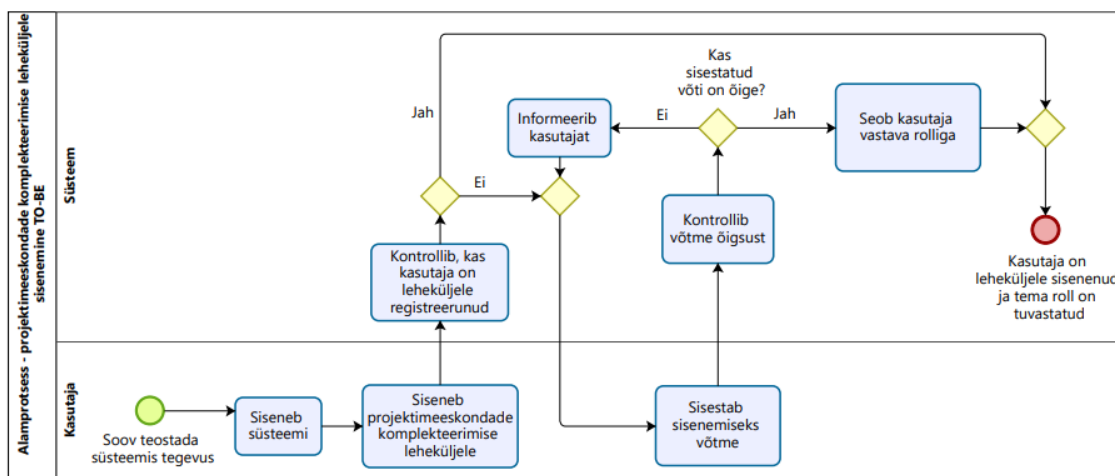 Alamprotsess - projektimeeskondade komplekteerimise leheküljele
sisenemine TO-BE
Süsteem
Kas
sisestatud
võti on õige?
Jah
Informeerib
kasutajat
Ei
Jah
Seob kasutaja
vastava rolliga
Ei
Kontrollib
võtme õigsust
Kontrollib, kas
kasutaja on
leheküljele
registreerunud
Kasutaja on
leheküljele sisenenud
ja tema roll on
tuvastatud
Kasutaja
Soov teostada
süsteemis tegevus
Siseneb
süsteemi
Siseneb
projektimeeskondade
komplekteerimise
leheküljele
Sisestab
sisenemiseks
võtme